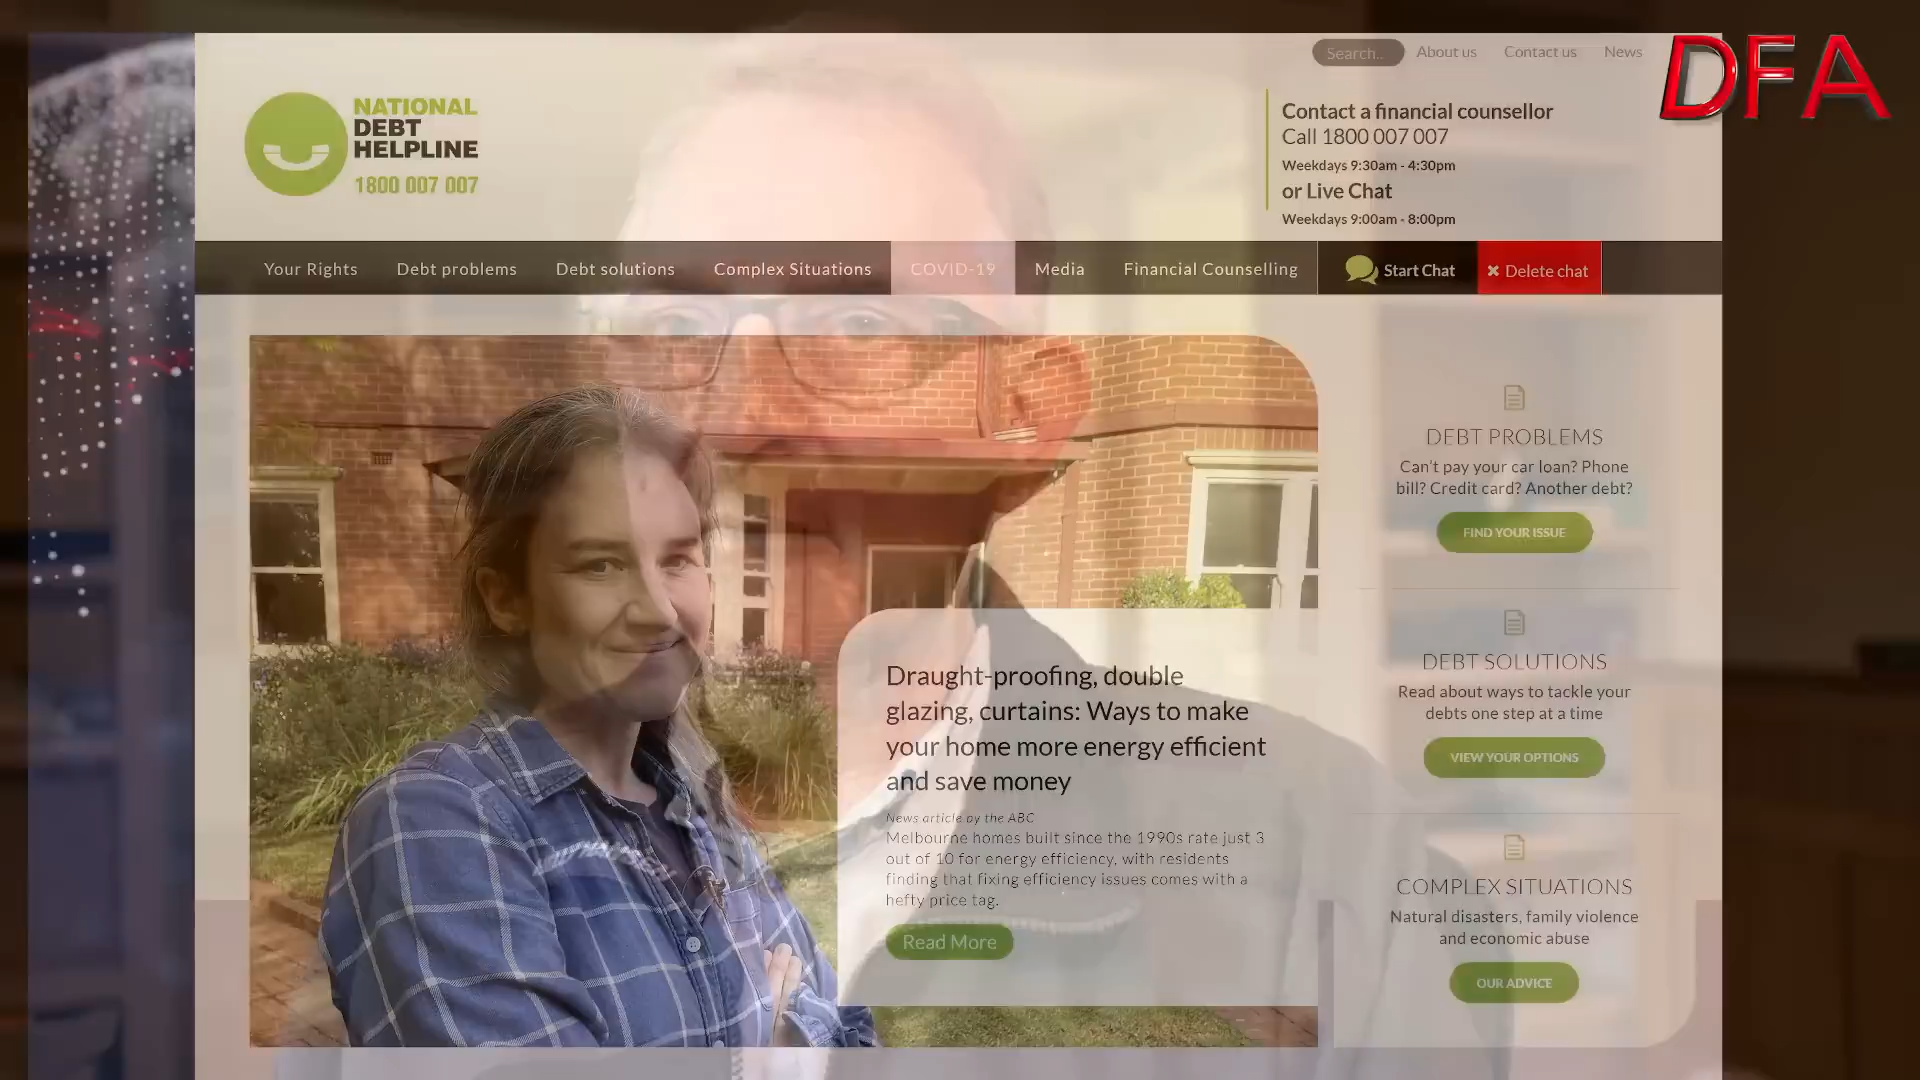 Search..
About us
Contact us
News
DFA
NATIONAL
DEBT
HELPLINE
1800 007 007
Contact a financial counsellor
Call 1800 007 007
Weekdays 9:30am - 4:30pm
or Live Chat
Weekdays 9:00am - 8:00pm
Your Rights
Debt problems
Debt solutions
Complex Situations
COVID-19
Media
Financial Counselling
Start Chat
Delete chat
Draught-proofing, double
glazing, curtains: Ways to make
your home more energy efficient
and save money
News article by the ABC
Melbourne homes built since the 1990s rate just 3
out of 10 for energy efficiency, with residents
finding that fixing efficiency issues comes with a
hefty price tag.
Read More
DEBT PROBLEMS
Can't pay your car loan? Phone
bill? Credit card? Another debt?
FIND YOUR ISSUE
DEBT SOLUTIONS
Read about ways to tackle your
debts one step at a time
VIEW YOUR OPTIONS
COMPLEX SITUATIONS
Natural disasters, family violence
and economic abuse
OUR ADVICE